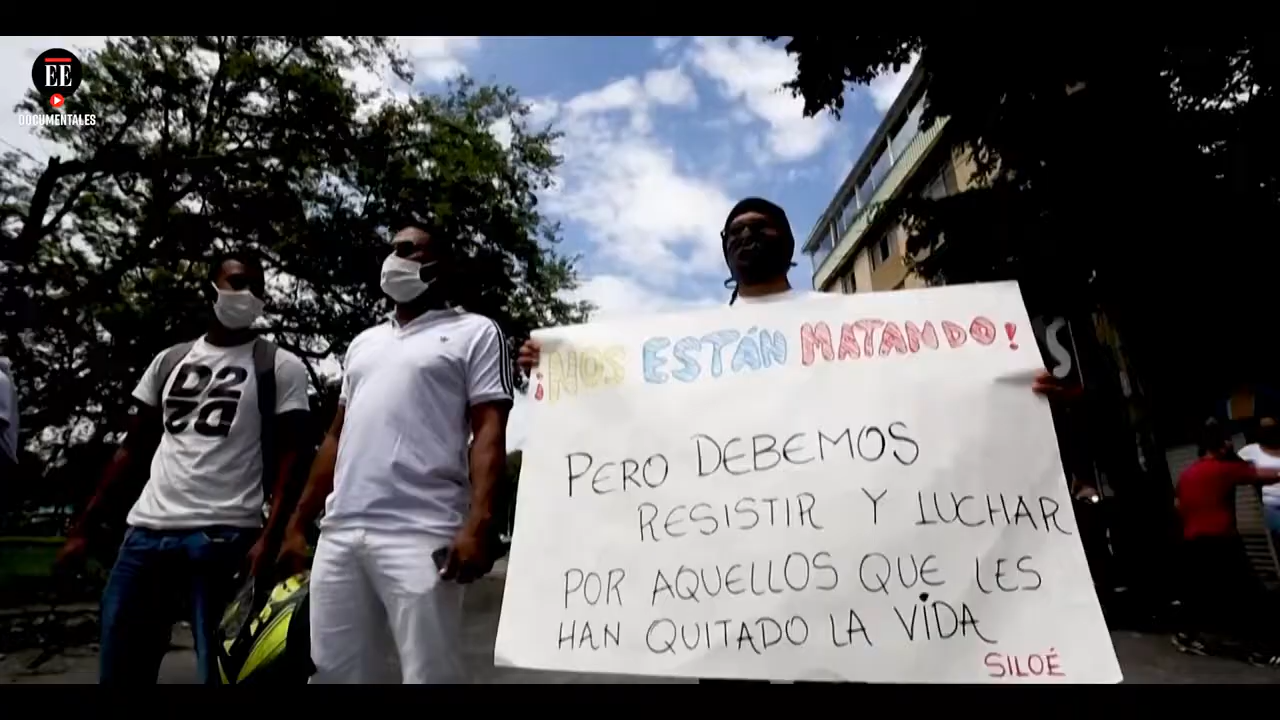 EE
DOCUMENTALES
D2
D2
¡NOS ESTÁN MATANDO!
PERO DEBEMOS
RESISTIR Y LUCHAR
POR AQUELLOS QUE LES
HAN QUITADO LA VIDA
SILOÉ